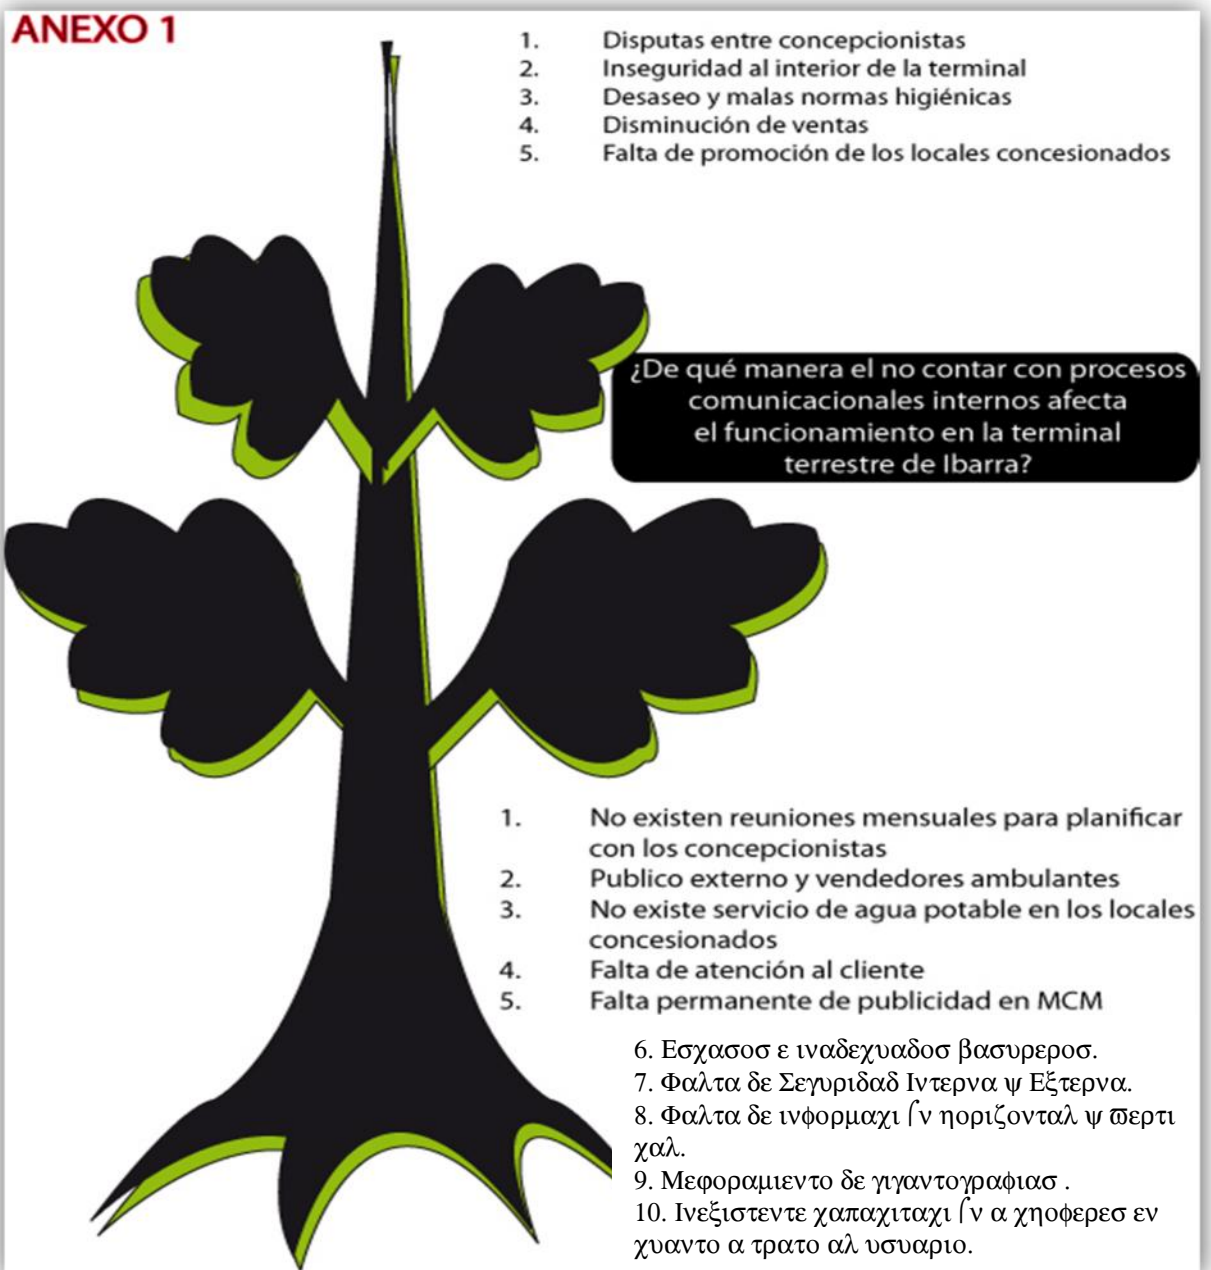 ANEXO 1
1. Disputas entre concepcionistas
2. Inseguridad al interior de la terminal
3. Desaseo y malas normas higiénicas
4. Disminución de ventas
5. Falta de promoción de los locales concesionados
¿De qué manera el no contar con procesos
comunicacionales internos afecta
el funcionamiento en la terminal
terrestre de Ibarra?
1. No existen reuniones mensuales para planificar
con los concepcionistas
2. Publico externo y vendedores ambulantes
3. No existe servicio de agua potable en los locales
concesionados
4. Falta de atención al cliente
5. Falta permanente de publicidad en MCM
6. Εσχασοσ ε ιναδεχυαδοσ βασυρεροσ.
7. Φαλτα δε Σεγυριδαδ Ιντερνα ψ Εξτερνα.
8. Φαλτα δε ινφορμαχι⌠ν ηοριζονταλ ψ ϖερτι
χαλ.
9. Μεφοραμιεντο δε γιγαντογραφιασ .
10. Ινεξιστεντε χαπαχιταχι⌠ν α χηοφερεσ εν
χυαντο α τρατο αλ υσυαριο.